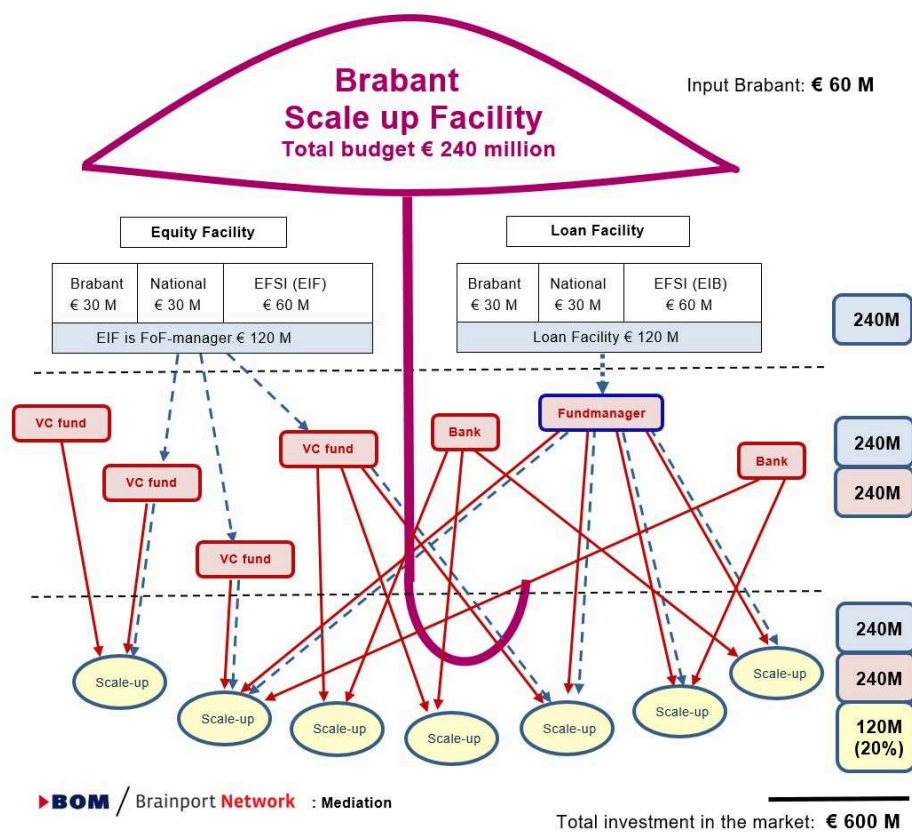 Brabant
Scale up Facility
Total budget € 240 million
Input Brabant: € 60 M
Equity Facility
Loan Facility
Brabant National EFSI (EIF)
€ 30 M € 30 M € 60 M
EIF is FoF-manager € 120 M
Brabant National EFSI (EIB)
€ 30 M € 30 M € 60 M
Loan Facility € 120 M
240M
VC fund
VC fund
VC fund
VC fund
Bank
Fundmanager
Bank
240M
240M
Scale-up
Scale-up
Scale-up
Scale-up
Scale-up
Scale-up
Scale-up
240M
240M
120M
(20%)
BOM / Brainport Network : Mediation
Total investment in the market: € 600 M